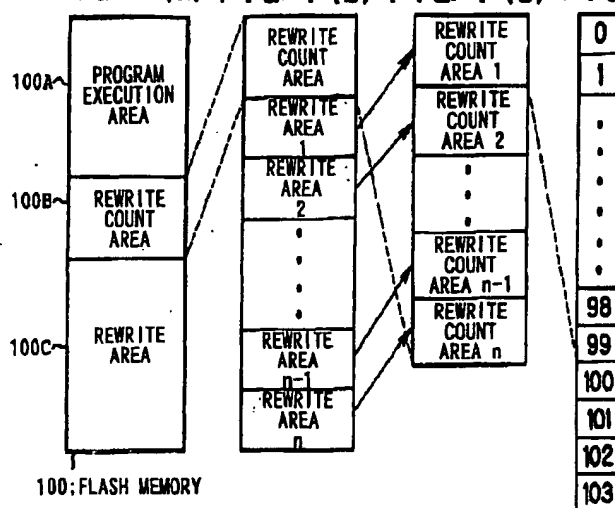 100A
PROGRAM
EXECUTION
AREA
100B
REWRITE
COUNT
AREA
100C
REWRITE
AREA
100;FLASH MEMORY
REWRITE
COUNT
AREA
REWRITE
AREA
1
REWRITE
AREA
2
REWRITE
AREA
n-1
REWRITE
AREA
n
REWRITE
COUNT
AREA 1
REWRITE
COUNT
AREA 2
REWRITE
COUNT
AREA n-1
REWRITE
COUNT
AREA n
0
1
98
99
100
101
102
103